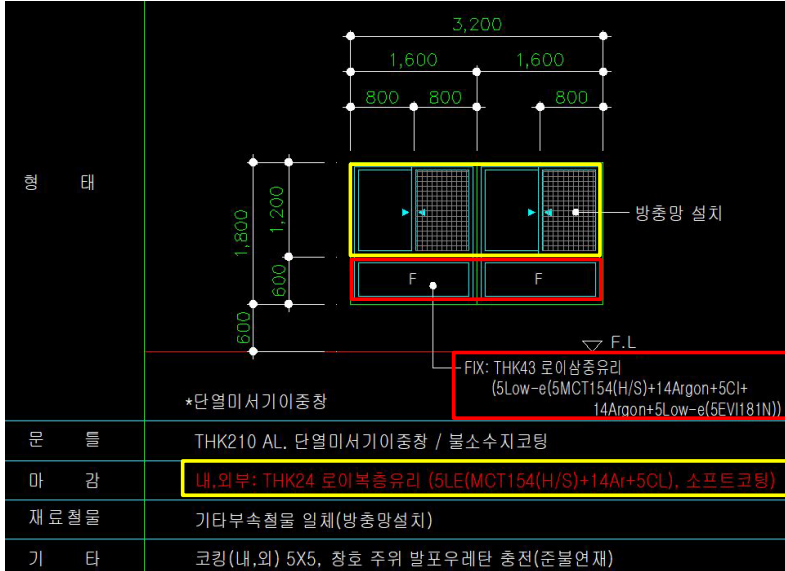 3,200
1,600 1,600
800 800 800
형 태
1,800
1,200
600
600
방충망 설치
F F
F.L
FIX: THK43 로이삼중유리
(5Low-e(5MCT154(H/S)+14Argon+5Cl+
14Argon+5Low-e(5EVI181N))
*단열미서기이중창
문 틀 THK210 AL. 단열미서기이중창 / 불소수지코팅
마 감 내,외부: THK24 로이복층유리 (5LE(MCT154(H/S)+14Ar+5CL), 소프트코팅)
재료철물 기타부속철물 일체(방충망설치)
기 타 코킹(내,외) 5X5, 창호 주위 발포우레탄 충전(준불연재)